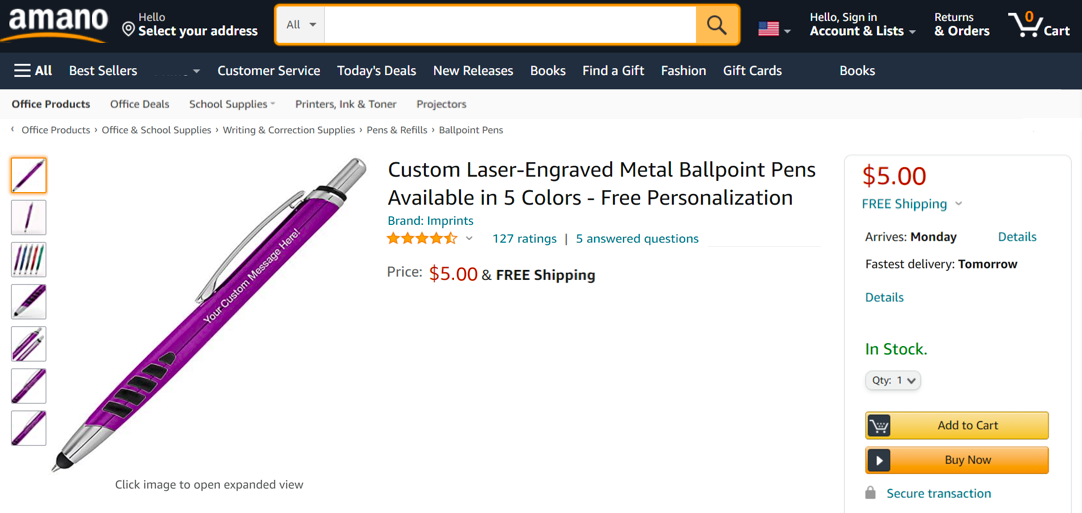 amano
Hello
Select your address
All
Hello, Sign in
Account & Lists
Returns
& Orders
0
Cart
All
Best Sellers
Customer Service
Today's Deals
New Releases
Books
Find a Gift
Fashion
Gift Cards
Books
Office Products
Office Deals
School Supplies
Printers, Ink & Toner
Projectors
‹ Office Products › Office & School Supplies › Writing & Correction Supplies › Pens & Refills › Ballpoint Pens
Your Custom Message Here!
Click image to open expanded view
Custom Laser-Engraved Metal Ballpoint Pens
Available in 5 Colors - Free Personalization
Brand: Imprints
127 ratings | 5 answered questions
Price: $5.00 & FREE Shipping
$5.00
FREE Shipping
Arrives: Monday Details
Fastest delivery: Tomorrow
Details
In Stock.
Qty: 1
Add to Cart
Buy Now
Secure transaction